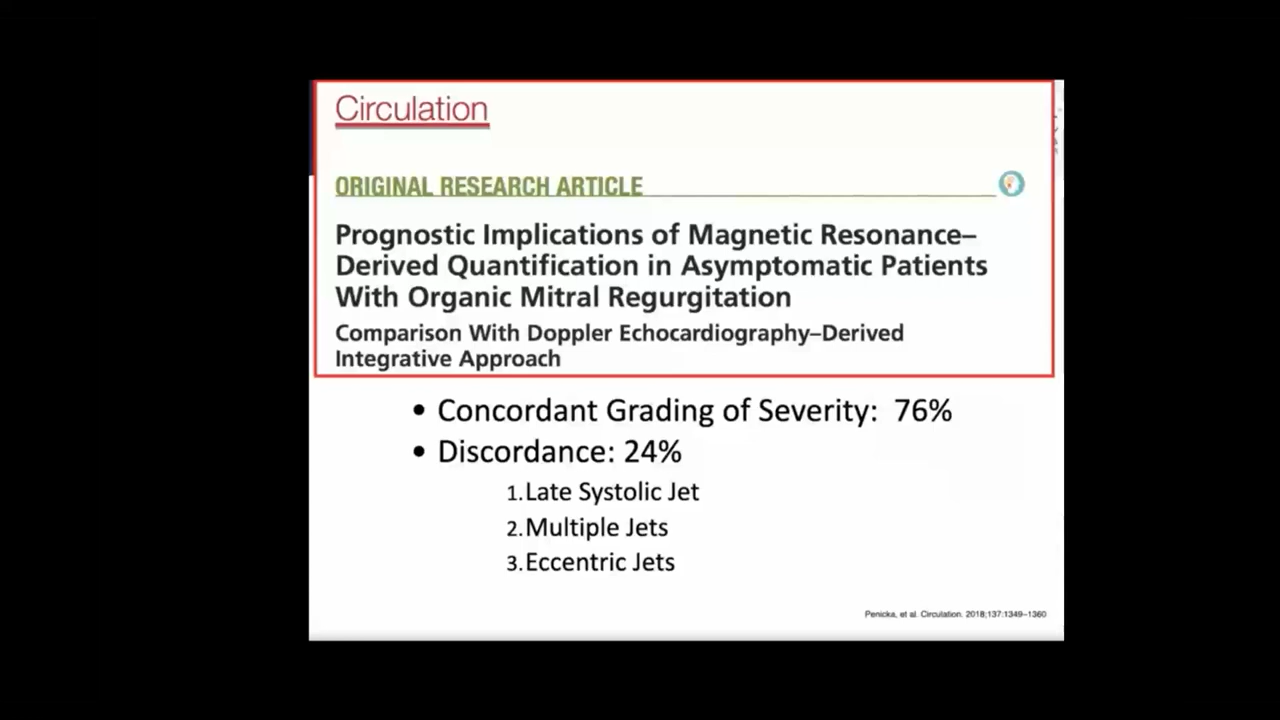 Circulation
ORIGINAL RESEARCH ARTICLE
Prognostic Implications of Magnetic Resonance–
Derived Quantification in Asymptomatic Patients
With Organic Mitral Regurgitation
Comparison With Doppler Echocardiography–Derived
Integrative Approach
• Concordant Grading of Severity: 76%
• Discordance: 24%
1. Late Systolic Jet
2. Multiple Jets
3. Eccentric Jets
Penicka, et al. Circulation. 2018;137:1349–1360